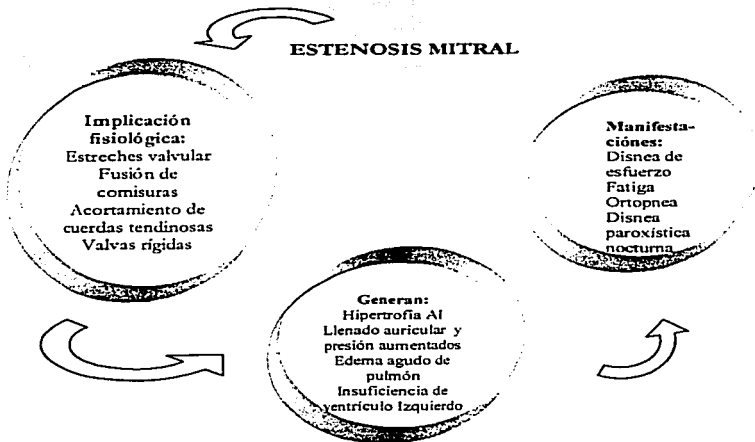 ESTENOSIS MITRAL
Implicación
fisiológica:
Estreches valvular
Fusión de
comisuras
Acortamiento de
cuerdas tendinosas
Valvas rígidas
Generan:
Hipertrofia AI
Llenado auricular y
presión aumentados
Edema agudo de
pulmón
Insuficiencia de
ventrículo Izquierdo
Manifesta-
ciónes:
Disnea de
esfuerzo
Fatiga
Ortopnea
Disnea
paroxística
nocturna